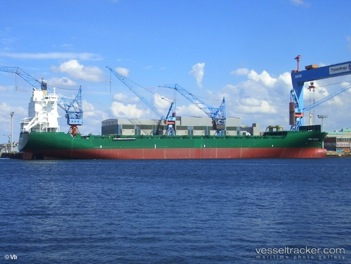 © Vb
vesseltracker.com
maritime photo gallery